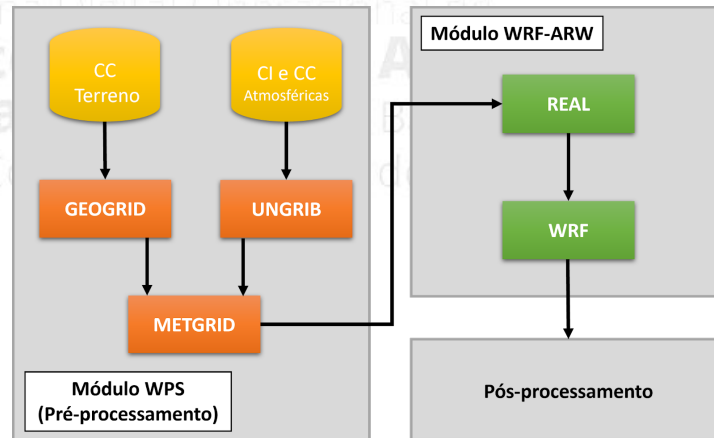 CC
Terreno
CI e CC
Atmosféricas
GEOGRID
UNGRIB
METGRID
Módulo WPS
(Pré-processamento)
Módulo WRF-ARW
REAL
WRF
Pós-processamento